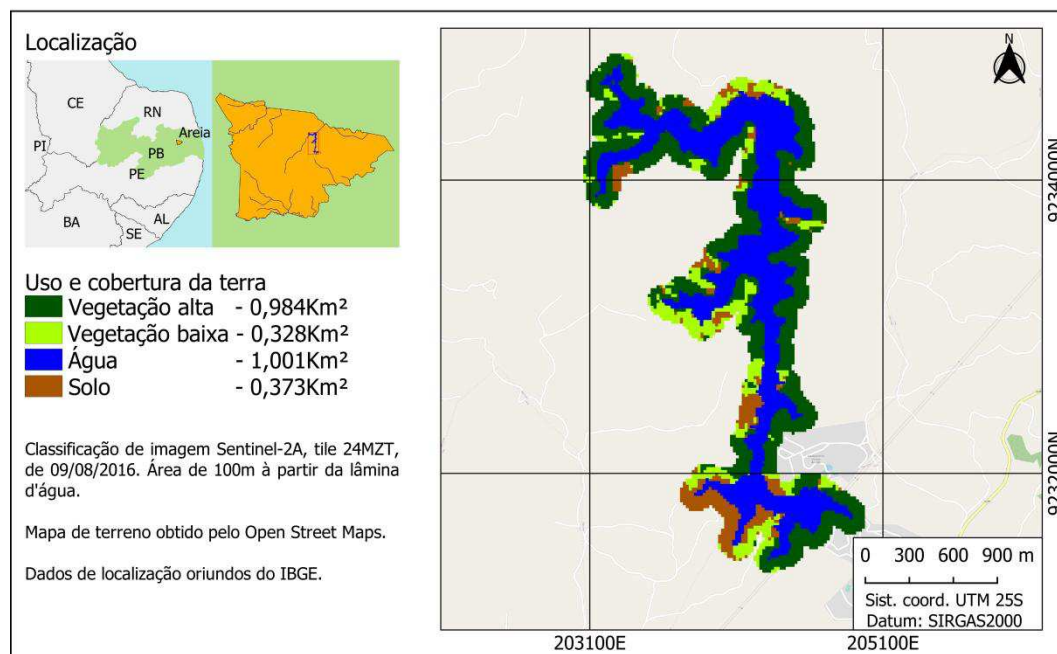 Localização
CE
RN
Areia
PI
PB
PE
BA
AL
SE
Uso e cobertura da terra
Vegetação alta - 0,984Km²
Vegetação baixa - 0,328Km²
Água - 1,001Km²
Solo - 0,373Km²
Classificação de imagem Sentinel-2A, tile 24MZT,
de 09/08/2016. Área de 100m à partir da lâmina
d'água.
Mapa de terreno obtido pelo Open Street Maps.
Dados de localização oriundos do IBGE.
N
9234000N
9232000N
0 300 600 900 m
Sist. coord. UTM 25S
Datum: SIRGAS2000
203100E 205100E